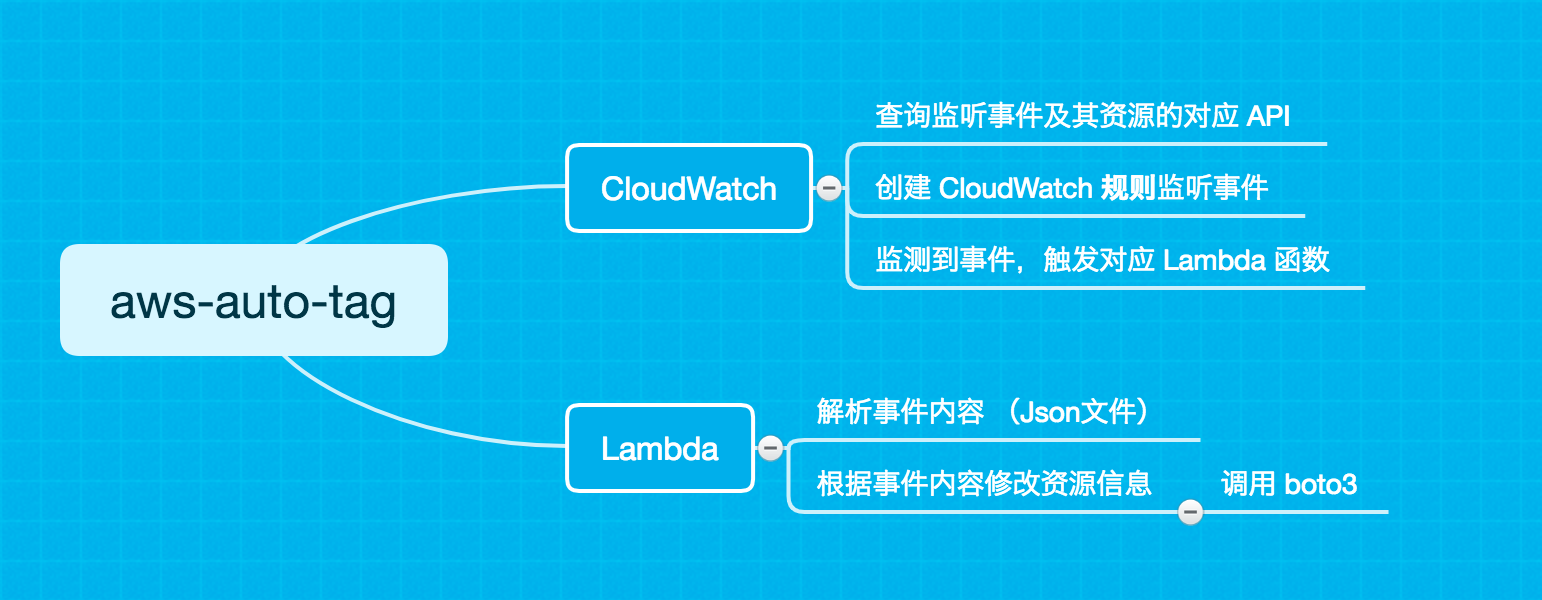 aws-auto-tag
CloudWatch
查询监听事件及其资源的对应 API
创建 CloudWatch 规则监听事件
监测到事件，触发对应 Lambda 函数
Lambda
解析事件内容 （Json文件）
根据事件内容修改资源信息
调用 boto3